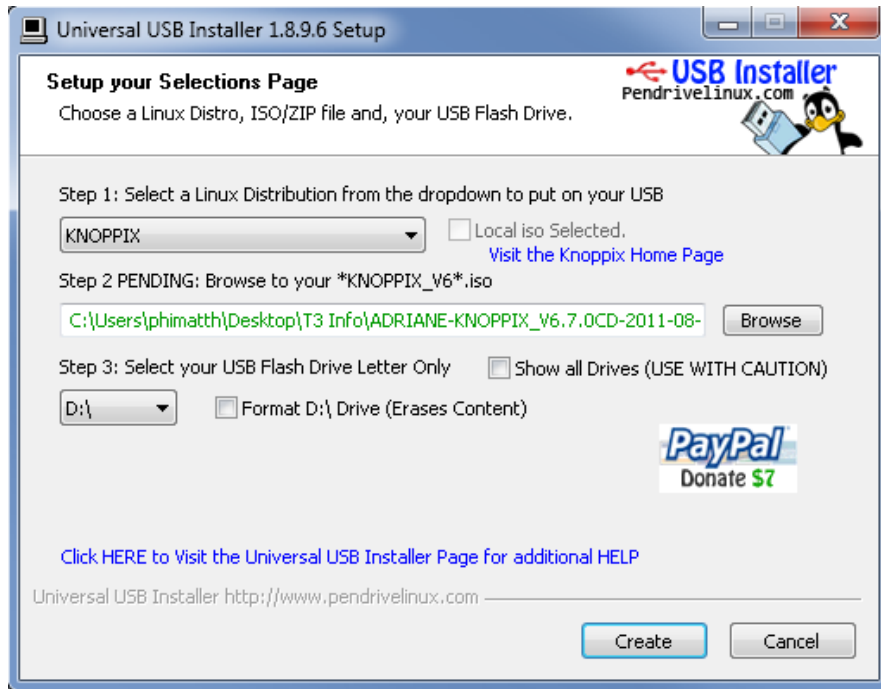 Universal USB Installer 1.8.9.6 Setup
Setup your Selections Page
Choose a Linux Distro, ISO/ZIP file and, your USB Flash Drive.
USB Installer
Pendrivelinux.com
Step 1: Select a Linux Distribution from the dropdown to put on your USB
KNOPPIX
Local iso Selected.
Visit the Knoppix Home Page
Step 2 PENDING: Browse to your *KNOPPIX_V6*.iso
C:\Users\phimatth\Desktop\T3 Info\ADRIANE-KNOPPIX_V6.7.0CD-2011-08-
Browse
Step 3: Select your USB Flash Drive Letter Only
Show all Drives (USE WITH CAUTION)
D:\
Format D:\ Drive (Erases Content)
PayPal
Donate $7
Click HERE to Visit the Universal USB Installer Page for additional HELP
Universal USB Installer http://www.pendrivelinux.com
Create
Cancel